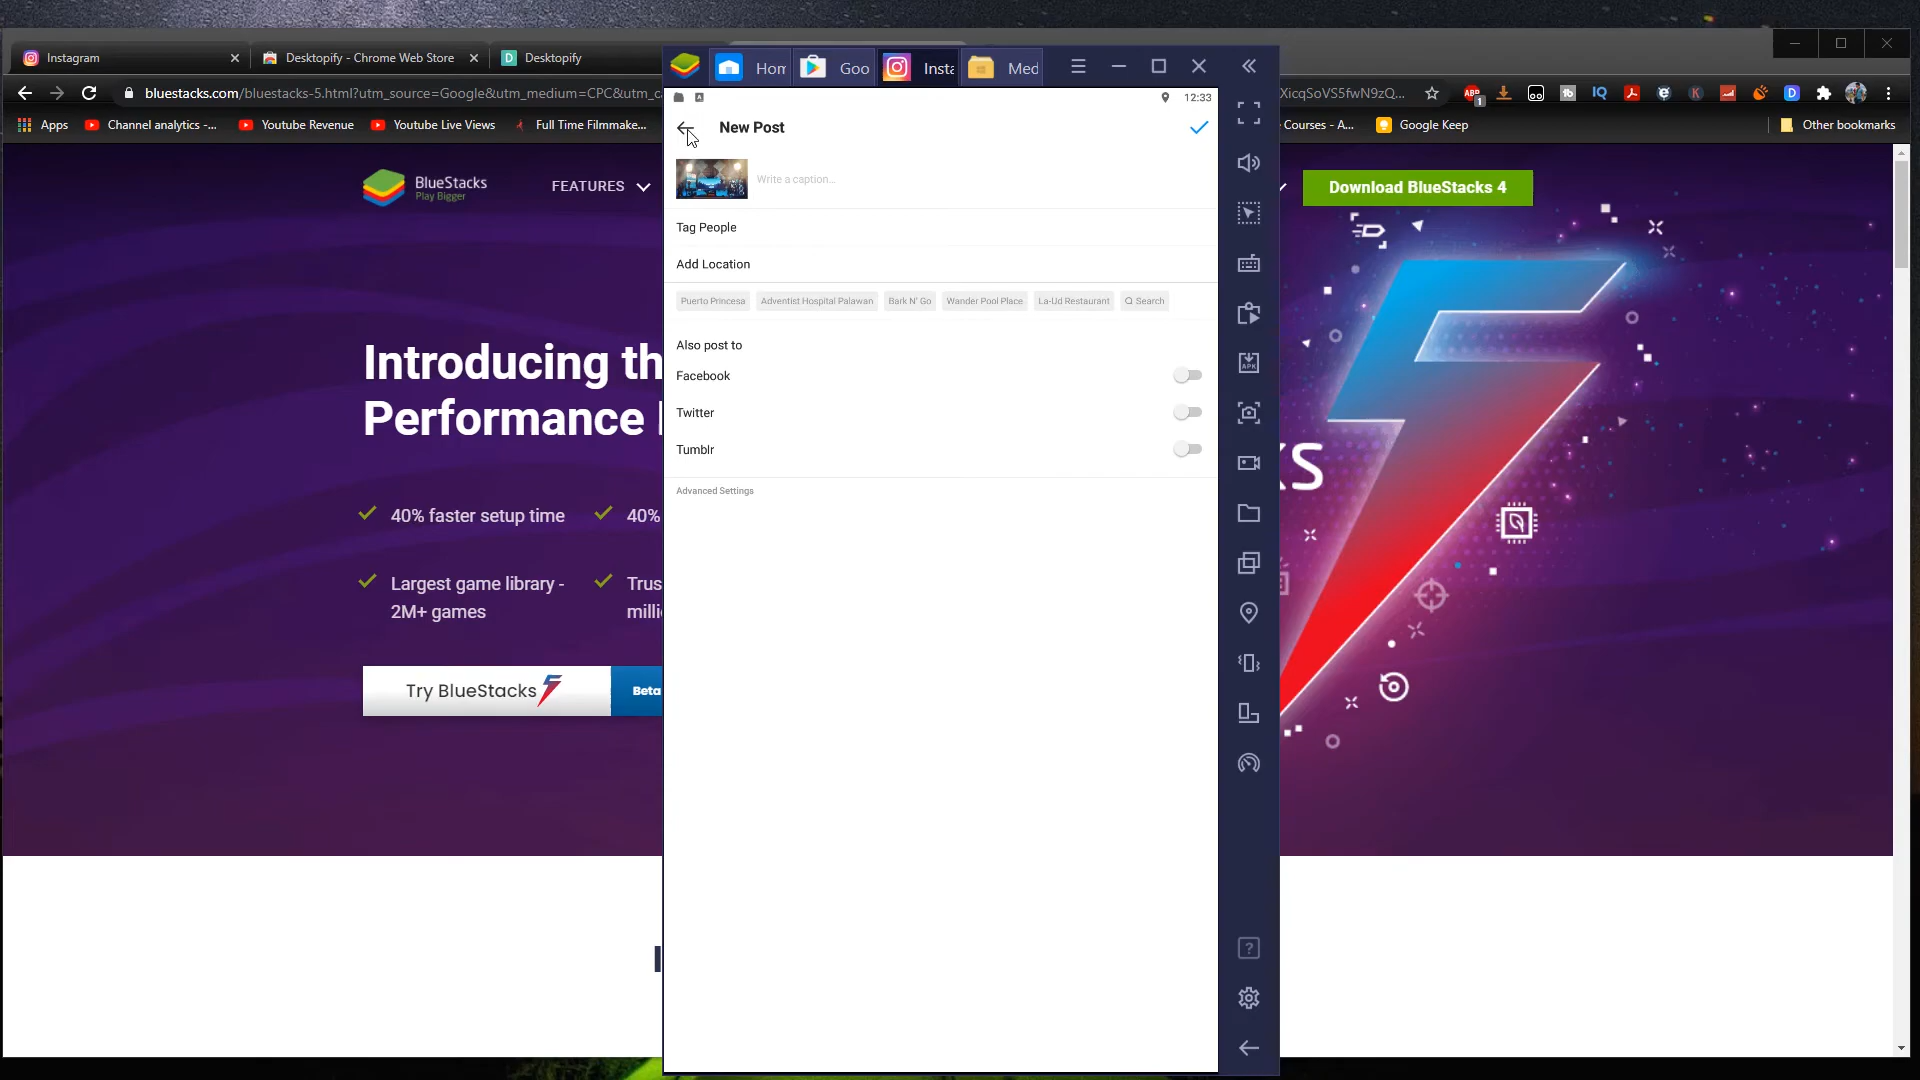 Instagram
Desktopify - Chrome Web Store
Desktopify
Hom
Goo
Insta
Med
bluestacks.com/bluestacks-5.html?utm_source=Google&utm_medium=CPC&utm_ca
XicqSoVS5fwN9zQ...
1
Apps
Channel analytics -...
Youtube Revenue
Youtube Live Views
Full Time Filmmake...
Courses - A...
Google Keep
Other bookmarks
12:33
New Post
Write a caption...
Tag People
Add Location
Puerto Princesa
Adventist Hospital Palawan
Bark N' Go
Wander Pool Place
La-Ud Restaurant
Search
Also post to
Facebook
Twitter
Tumblr
Advanced Settings
APK
BlueStacks
Play Bigger
FEATURES
Download BlueStacks 4
Introducing th
Performance
40% faster setup time
40%
Largest game library -
2M+ games
Trus
milli
Try BlueStacks
Beta
KS